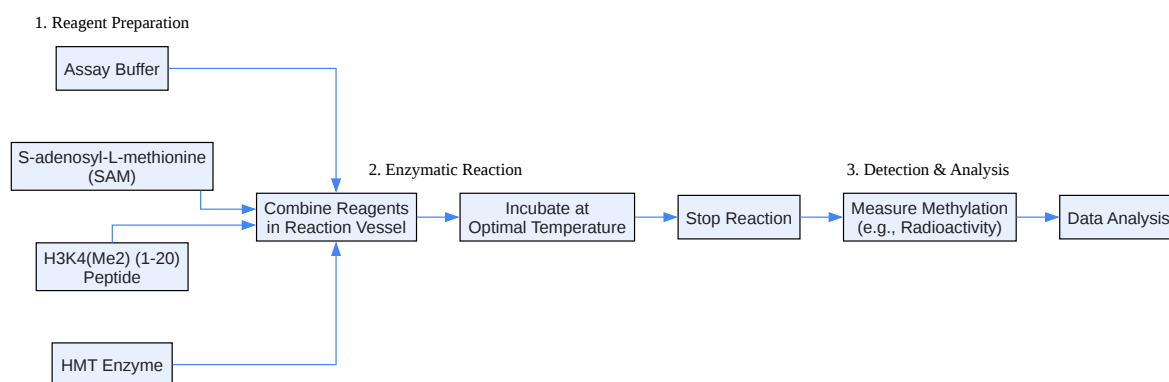 1. Reagent Preparation
Assay Buffer
S-adenosyl-L-methionine
(SAM)
H3K4(Me2) (1-20)
Peptide
HMT Enzyme
2. Enzymatic Reaction
Combine Reagents
in Reaction Vessel
Incubate at
Optimal Temperature
Stop Reaction
3. Detection & Analysis
Measure Methylation
(e.g., Radioactivity)
Data Analysis